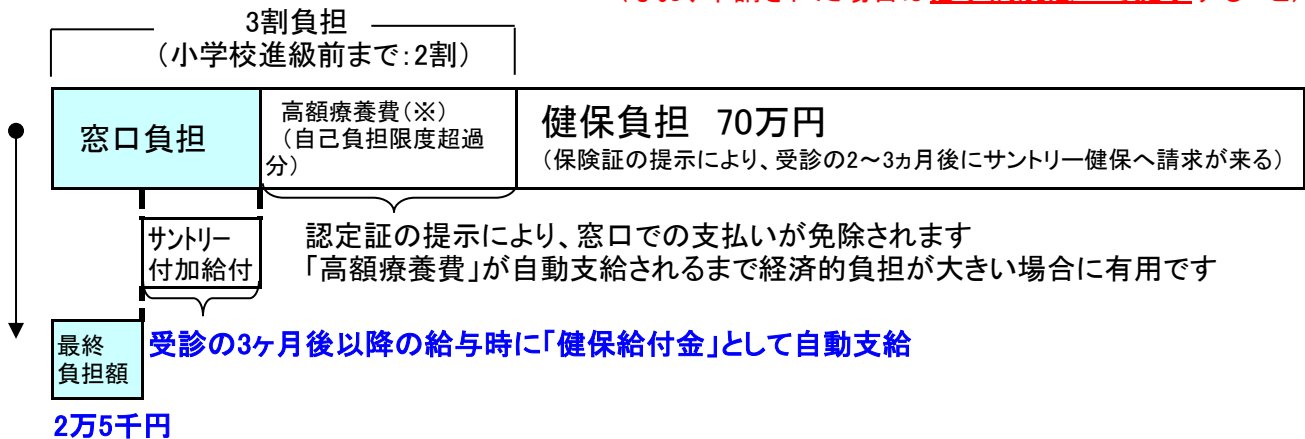 3割負担
（小学校進級前まで：2割）
窓口負担
高額療養費（※）
（自己負担限度超過
分）
健保負担　70万円
（保険証の提示により、受診の2～3ヵ月後にサントリー健保へ請求が来る）
サントリー
付加給付
認定証の提示により、窓口での支払いが免除されます
「高額療養費」が自動支給されるまで経済的負担が大きい場合に有用です
受診の3ヶ月後以降の給与時に「健保給付金」として自動支給
最終
負担額
2万5千円